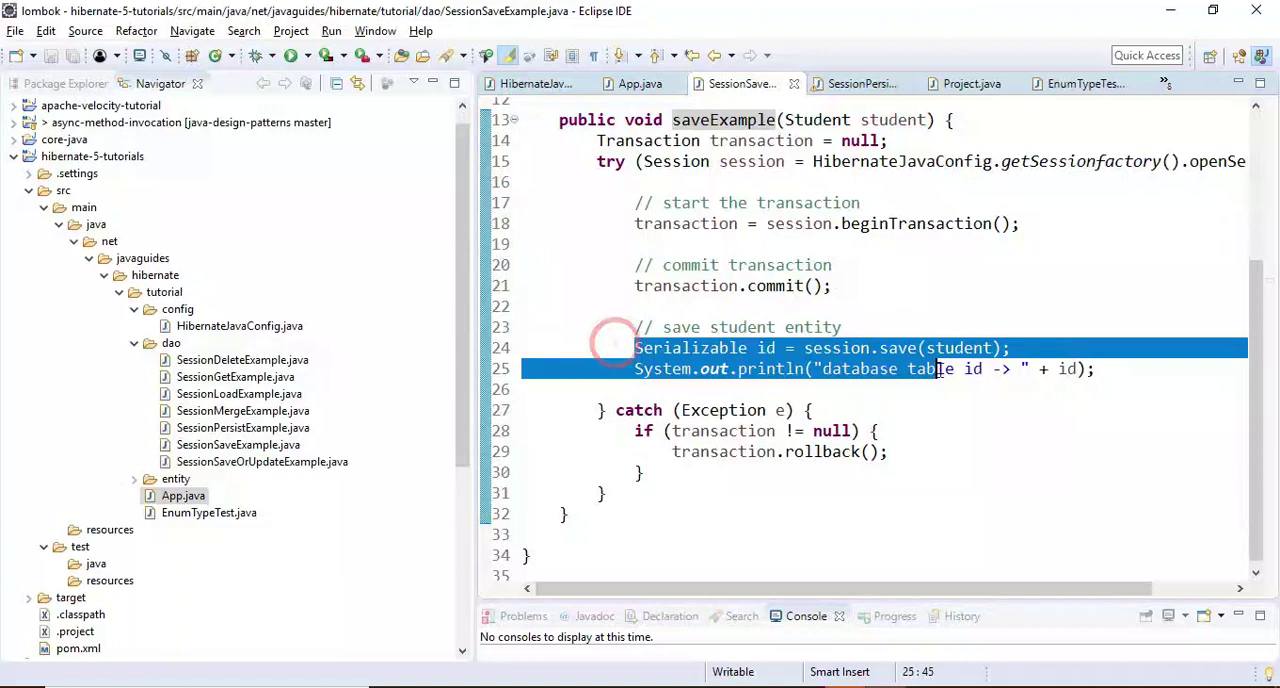 lombok - hibernate-5-tutorials/src/main/java/net/javaguides/hibernate/tutorial/dao/SessionSaveExample.java - Eclipse IDE
File Edit Source Refactor Navigate Search Project Run Window Help
Quick Access
Package Explorer Navigator
HibernateJav... App.java SessionSave... SessionPersi... Project.java EnumTypeTes... »5
apache-velocity-tutorial
> async-method-invocation [java-design-patterns master]
core-java
hibernate-5-tutorials
.settings
src
main
java
net
javaguides
hibernate
tutorial
config
HibernateJavaConfig.java
dao
SessionDeleteExample.java
SessionGetExample.java
SessionLoadExample.java
SessionMergeExample.java
SessionPersistExample.java
SessionSaveExample.java
SessionSaveOrUpdateExample.java
entity
App.java
EnumTypeTest.java
resources
test
java
resources
target
.classpath
.project
pom.xml
12
13 public void saveExample(Student student) {
14 Transaction transaction = null;
15 try (Session session = HibernateJavaConfig.getSessionfactory().openSe
16
17 // start the transaction
18 transaction = session.beginTransaction();
19
20 // commit transaction
21 transaction.commit();
22
23 // save student entity
24 Serializable id = session.save(student);
25 System.out.println("database table id -> " + id);
26
27 } catch (Exception e) {
28 if (transaction != null) {
29 transaction.rollback();
30 }
31 }
32 }
33
34 }
35
Problems Javadoc Declaration Search Console Progress History
No consoles to display at this time.
Writable Smart Insert 25 : 45